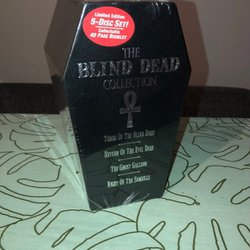 Limited Edition
5-Disc Set!
Collectable
40 Page Booklet!
THE
BLIND DEAD
COLLECTION
Tombs Of The Blind Dead
Return Of The Evil Dead
The Ghost Galleon
Night Of The Seagulls